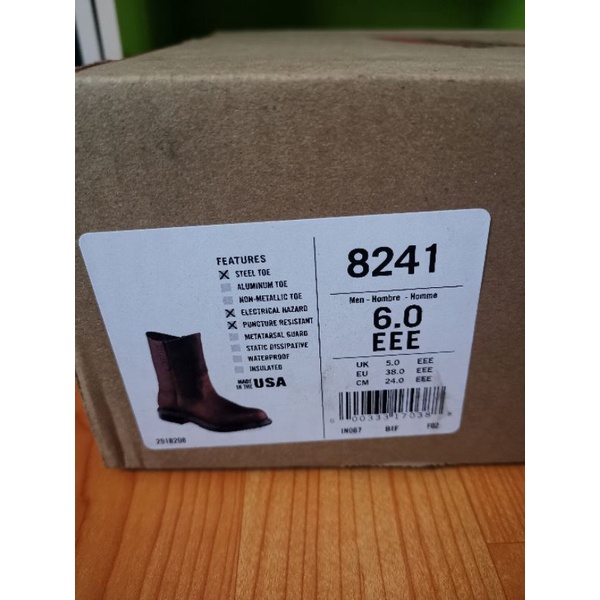 FEATURES
STEEL TOE
ALUMINUM TOE
NON-METALLIC TOE
ELECTRICAL HAZARD
PUNCTURE RESISTANT
METATARSAL GUARD
STATIC DISSIPATIVE
WATERPROOF
INSULATED
MADE IN THE USA
2518208
8241
Men - Hombre - Homme
6.0
EEE
UK 5.0 EEE
EU 38.0 EEE
CM 24.0 EEE